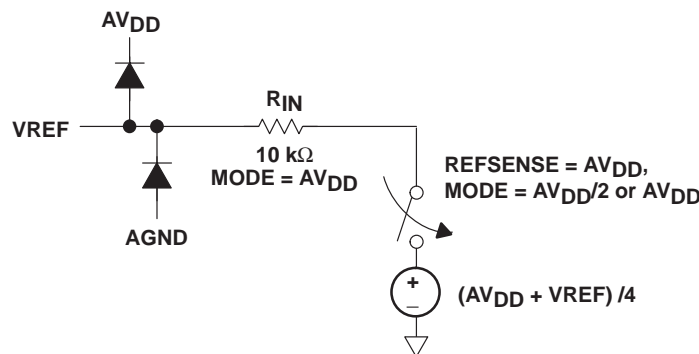 AVDD
RIN
VREF
10 kΩ
MODE = AVDD
REFSENSE = AVDD,
MODE = AVDD/2 or AVDD
AGND
+
–
(AVDD + VREF) /4